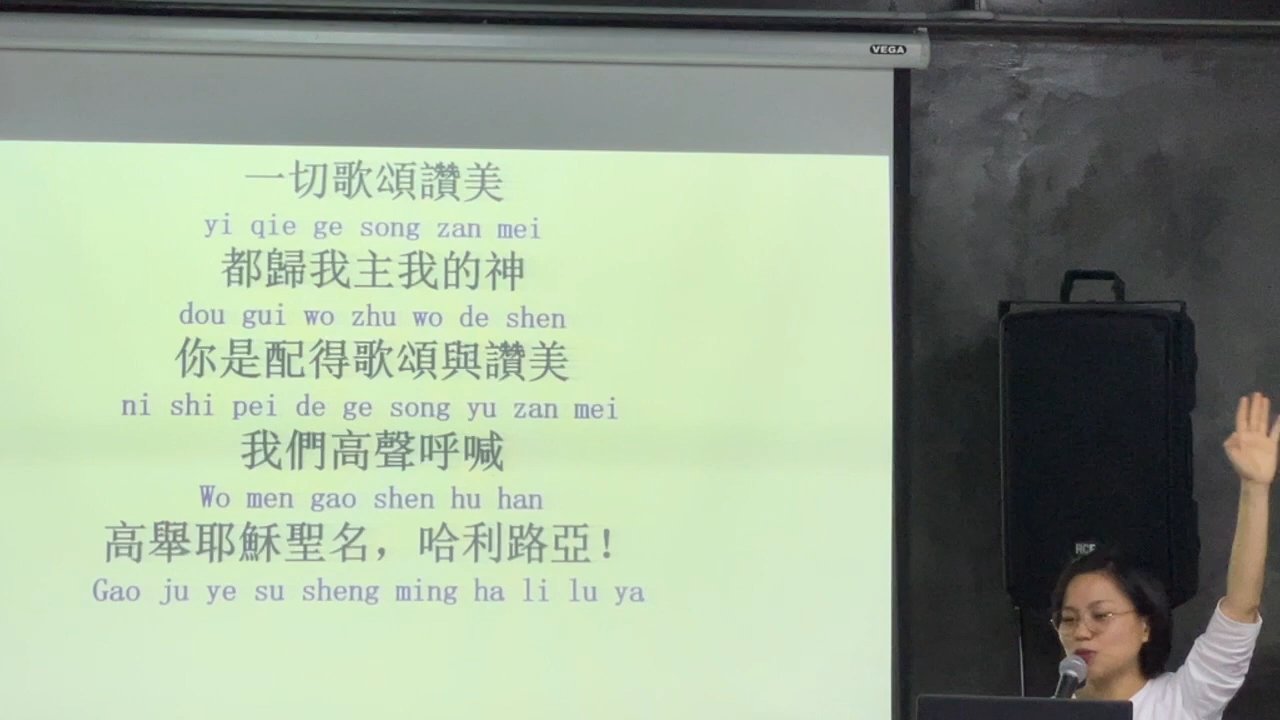 VEGA
一切歌頌讚美
yi qie ge song zan mei
都歸我主我的神
dou gui wo zhu wo de shen
你是配得歌頌與讚美
ni shi pei de ge song yu zan mei
我們高聲呼喊
Wo men gao shen hu han
高舉耶穌聖名，哈利路亞！
Gao ju ye su sheng ming ha li lu ya
RCF